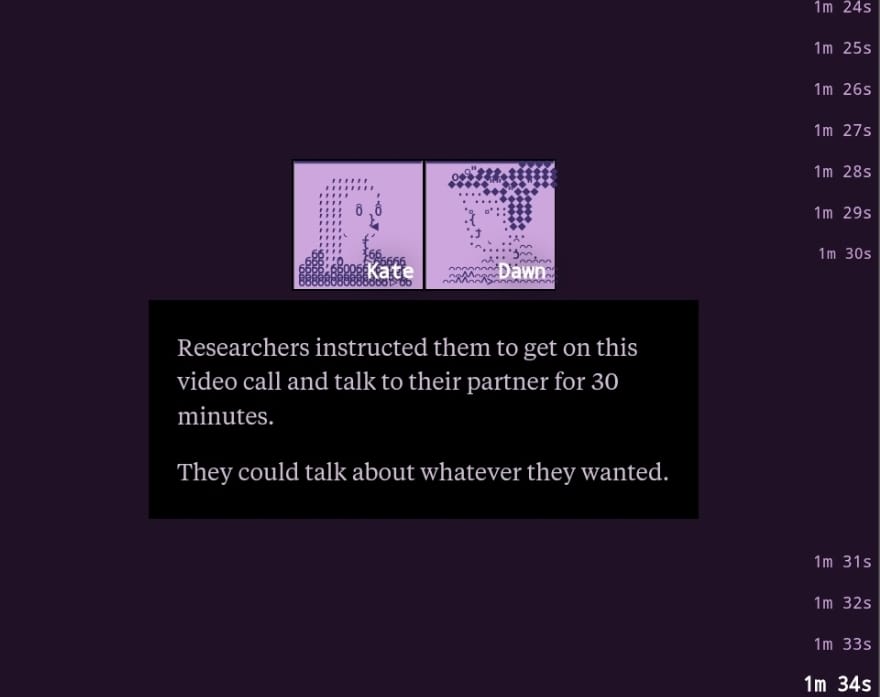 1m 24s
1m 25s
1m 26s
1m 27s
1m 28s
1m 29s
1m 30s
Kate
Dawn
Researchers instructed them to get on this
video call and talk to their partner for 30
minutes.
They could talk about whatever they wanted.
1m 31s
1m 32s
1m 33s
1m 34s